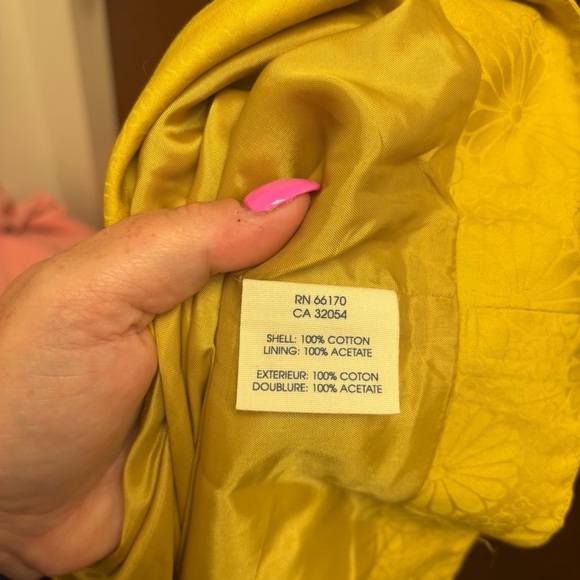 RN 66170
CA 32054
SHELL: 100% COTTON
LINING: 100% ACETATE
EXTERIEUR: 100% COTON
DOUBLURE: 100% ACETATE